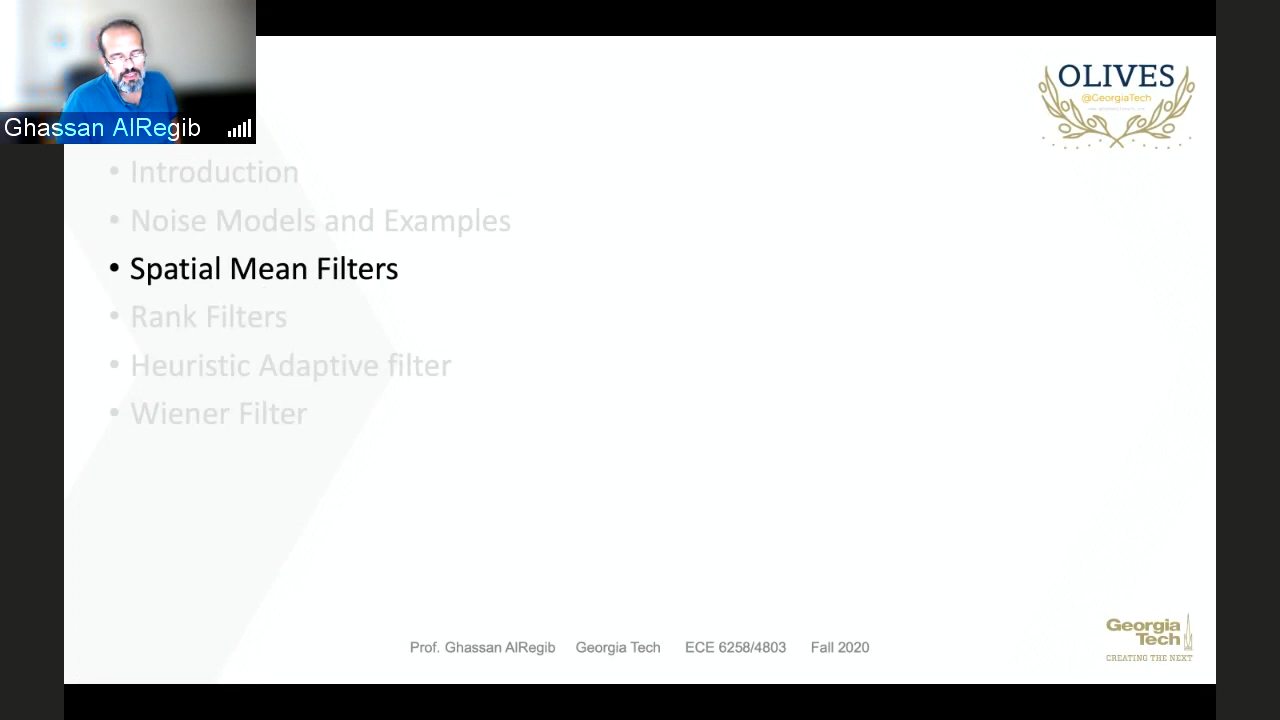 Ghassan AlRegib
OLIVES
@GeorgiaTech
• Introduction
• Noise Models and Examples
• Spatial Mean Filters
• Rank Filters
• Heuristic Adaptive filter
• Wiener Filter
Prof. Ghassan AlRegib Georgia Tech ECE 6258/4803 Fall 2020
Georgia
Tech
CREATING THE NEXT